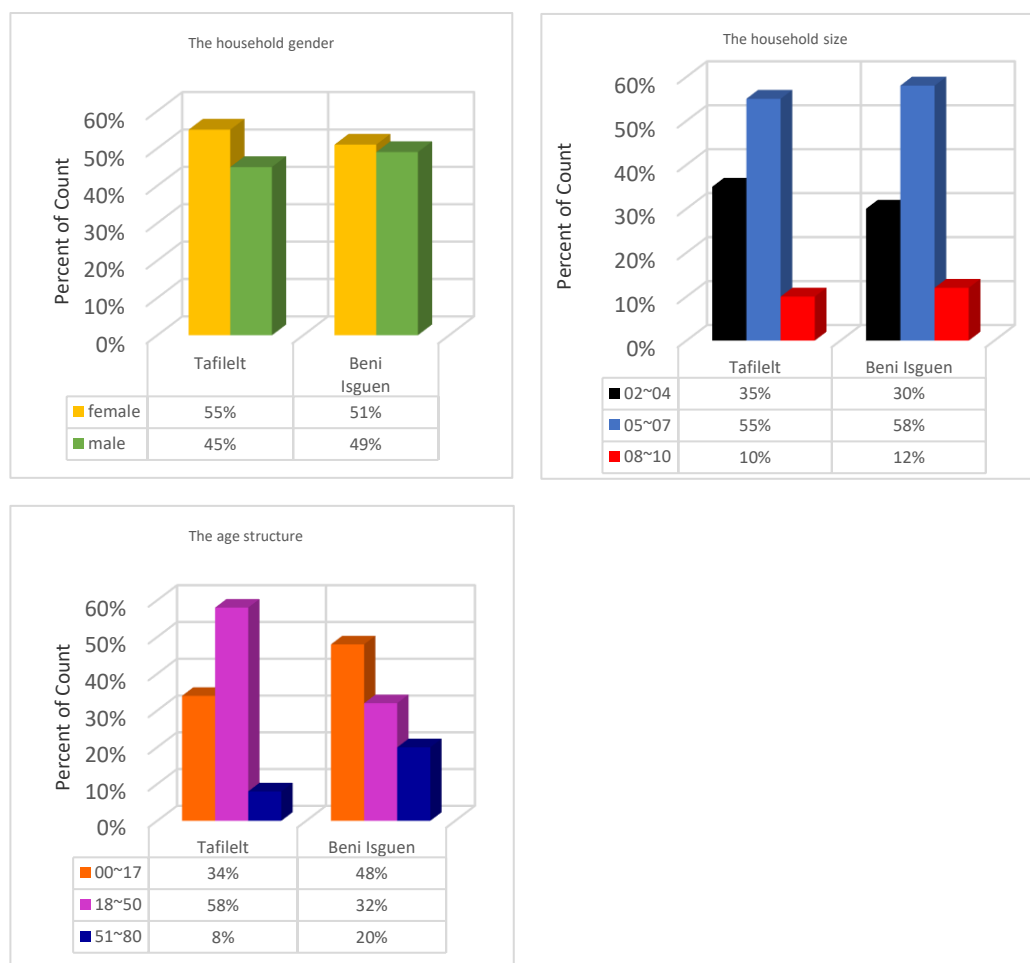 The household gender
Percent of Count
60%
50%
40%
30%
20%
10%
0%
Tafilelt Beni
Isguen
female 55% 51%
male 45% 49%
The household size
Percent of Count
60%
50%
40%
30%
20%
10%
0%
Tafilelt Beni Isguen
02~04 35% 30%
05~07 55% 58%
08~10 10% 12%
The age structure
Percent of Count
60%
50%
40%
30%
20%
10%
0%
Tafilelt Beni Isguen
00~17 34% 48%
18~50 58% 32%
51~80 8% 20%